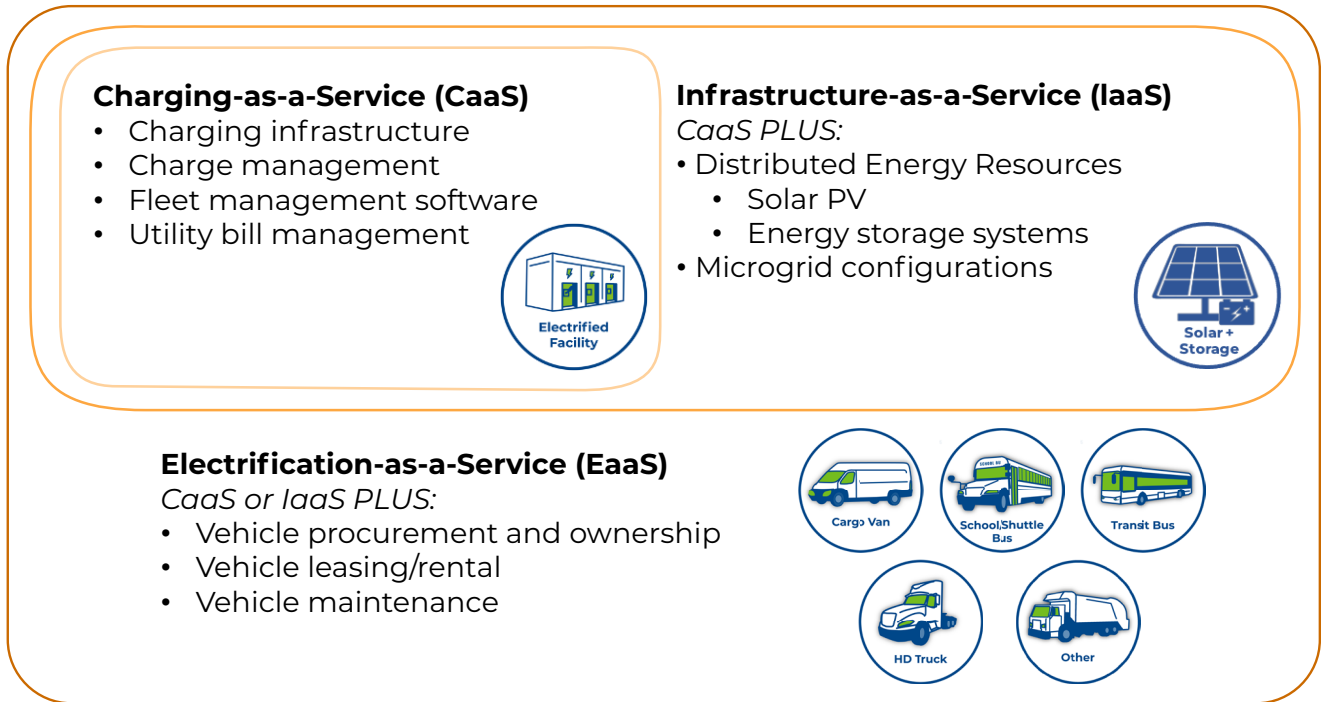 Charging-as-a-Service (CaaS)
• Charging infrastructure
• Charge management
• Fleet management software
• Utility bill management
Electrified
Facility
Infrastructure-as-a-Service (IaaS)
CaaS PLUS:
• Distributed Energy Resources
• Solar PV
• Energy storage systems
• Microgrid configurations
Solar +
Storage
Electrification-as-a-Service (EaaS)
CaaS or IaaS PLUS:
• Vehicle procurement and ownership
• Vehicle leasing/rental
• Vehicle maintenance
Cargo Van
SCHOOL BU
School/Shuttle
Bus
Transit Bus
HD Truck
Other